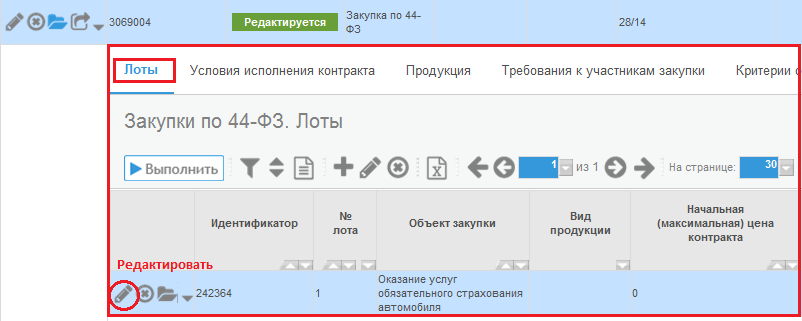 3069004
Редактируется
Закупка по 44-
ФЗ
28/14
Лоты
Условия исполнения контракта
Продукция
Требования к участникам закупки
Критерии
Закупки по 44-ФЗ. Лоты
Выполнить
1 из 1
На странице: 30
Идентификатор
№
лота
Объект закупки
Вид
продукции
Начальная
(максимальная) цена
контракта
Редактировать
242364
1
Оказание услуг
обязательного страхования
автомобиля
0